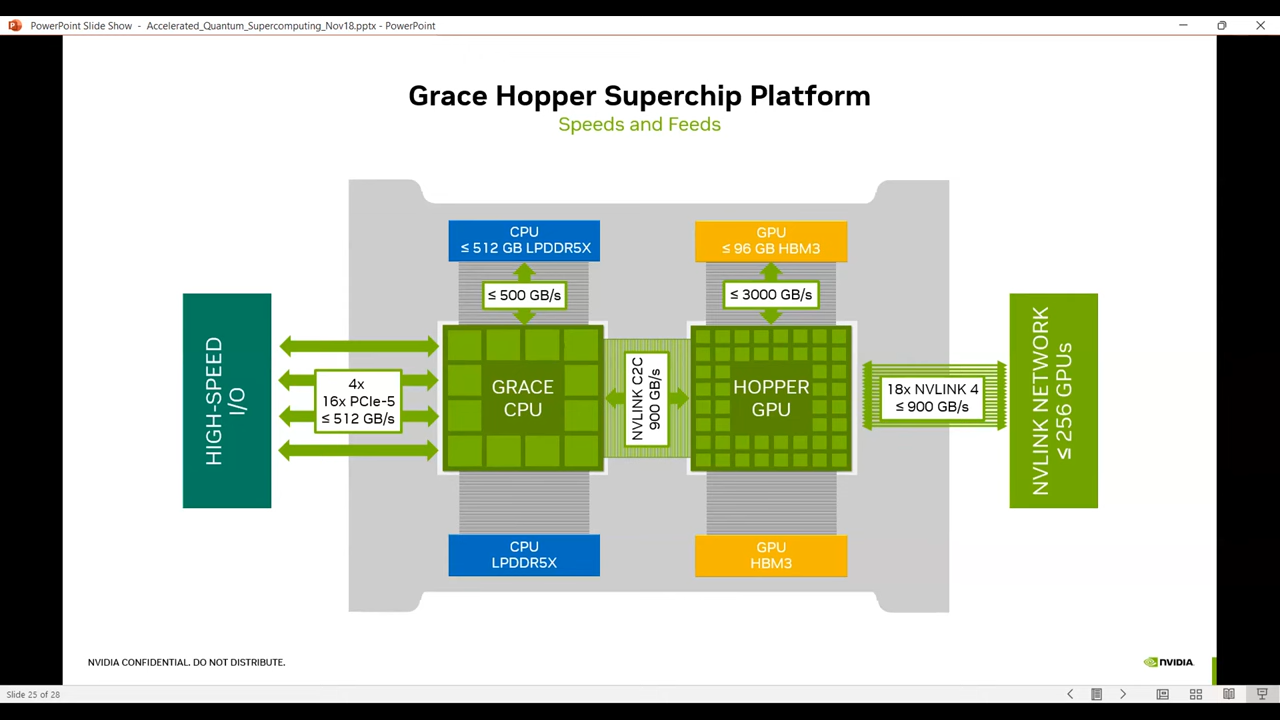 PowerPoint Slide Show - Accelerated_Quantum_Supercomputing_Nov18.pptx - PowerPoint
Grace Hopper Superchip Platform
Speeds and Feeds
CPU
≤ 512 GB LPDDR5X
GPU
≤ 96 GB HBM3
≤ 500 GB/s
≤ 3000 GB/s
HIGH-SPEED
I/O
4x
16x PCIe-5
≤ 512 GB/s
GRACE
CPU
NVLINK C2C
900 GB/s
HOPPER
GPU
18x NVLINK 4
≤ 900 GB/s
NVLINK NETWORK
≤ 256 GPUs
CPU
LPDDR5X
GPU
HBM3
NVIDIA CONFIDENTIAL. DO NOT DISTRIBUTE.
NVIDIA.
Slide 25 of 28